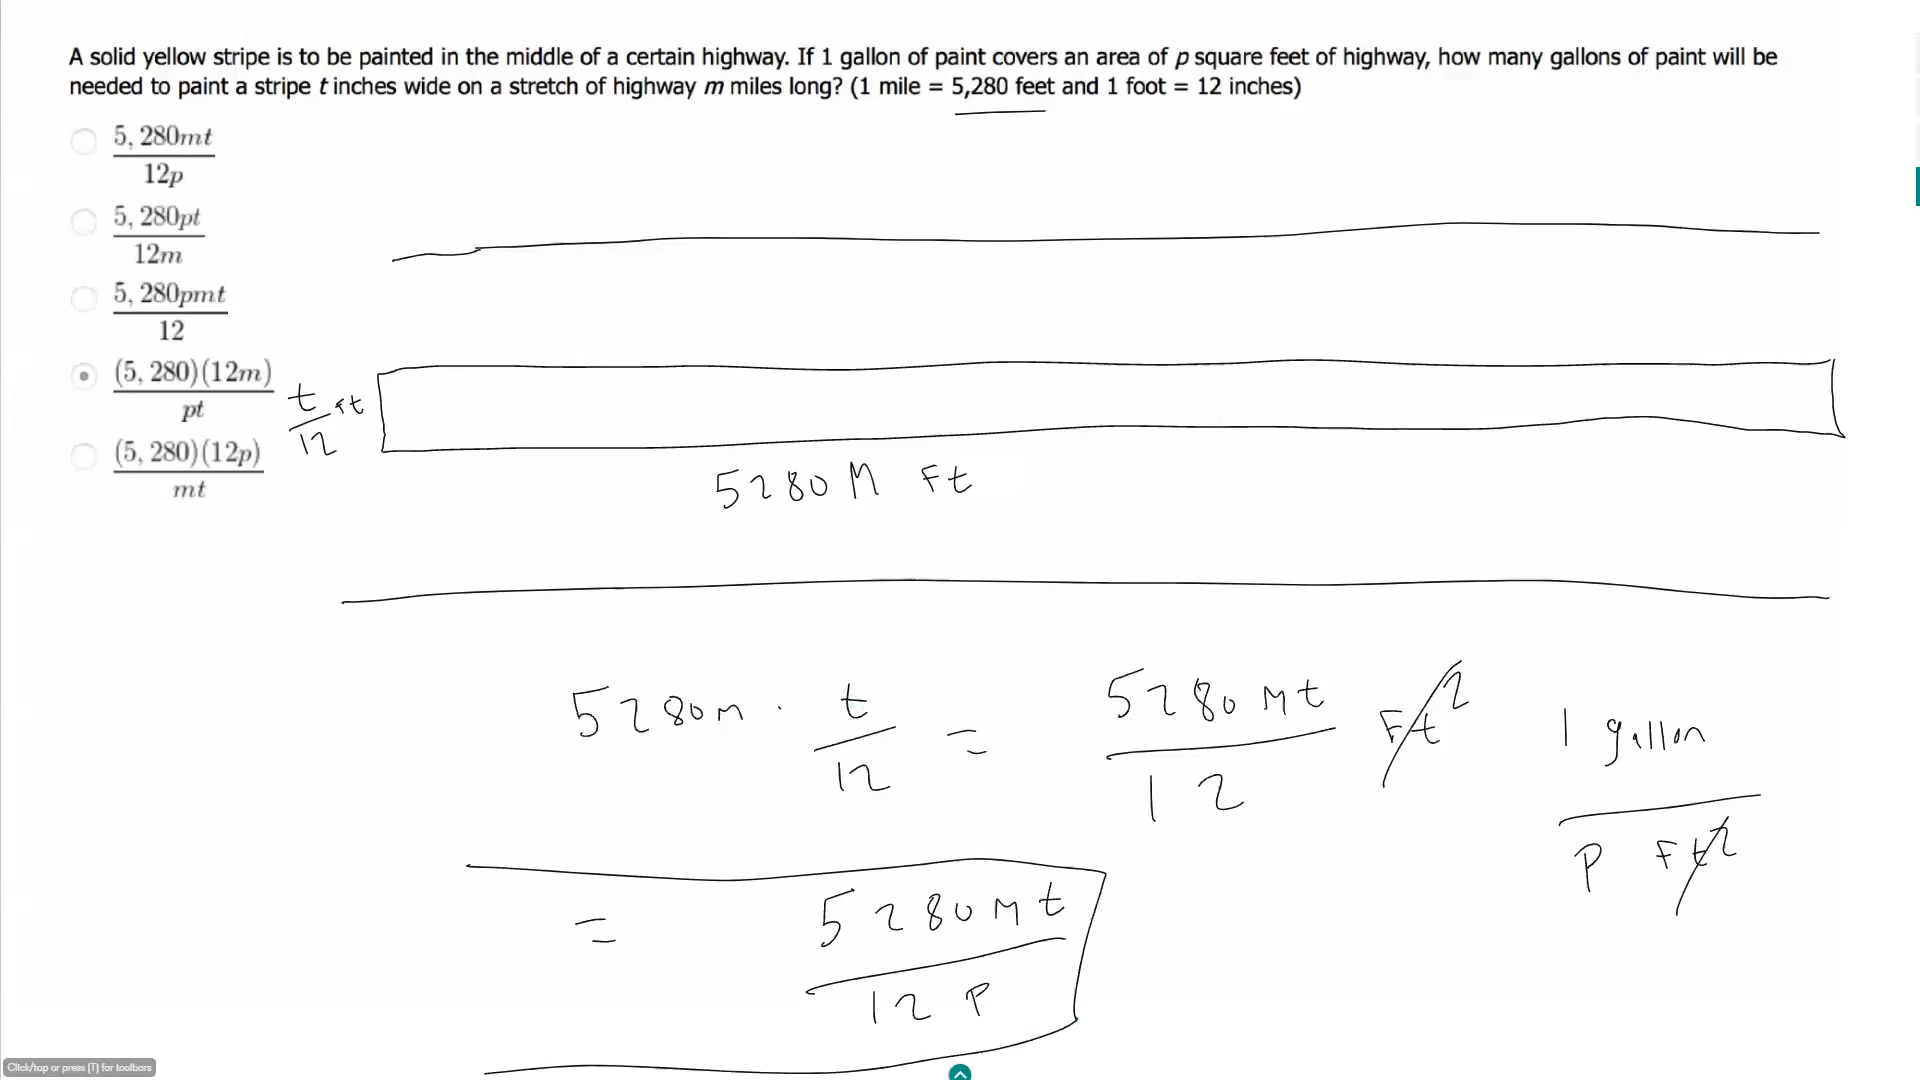 A solid yellow stripe is to be painted in the middle of a certain highway. If 1 gallon of paint covers an area of p square feet of highway, how many gallons of paint will be
needed to paint a stripe t inches wide on a stretch of highway m miles long? (1 mile = 5,280 feet and 1 foot = 12 inches)
5, 280mt
12p
5, 280pt
12m
5, 280pmt
12
(5, 280)(12m)
pt
(5, 280)(12p)
mt
t
12
ft
5280 M Ft
5280m · t
12
= 5280 Mt
12
Ft²
1 gallon
P Ft²
= 5280 Mt
12 P
Click/tap or press [T] for toolbars